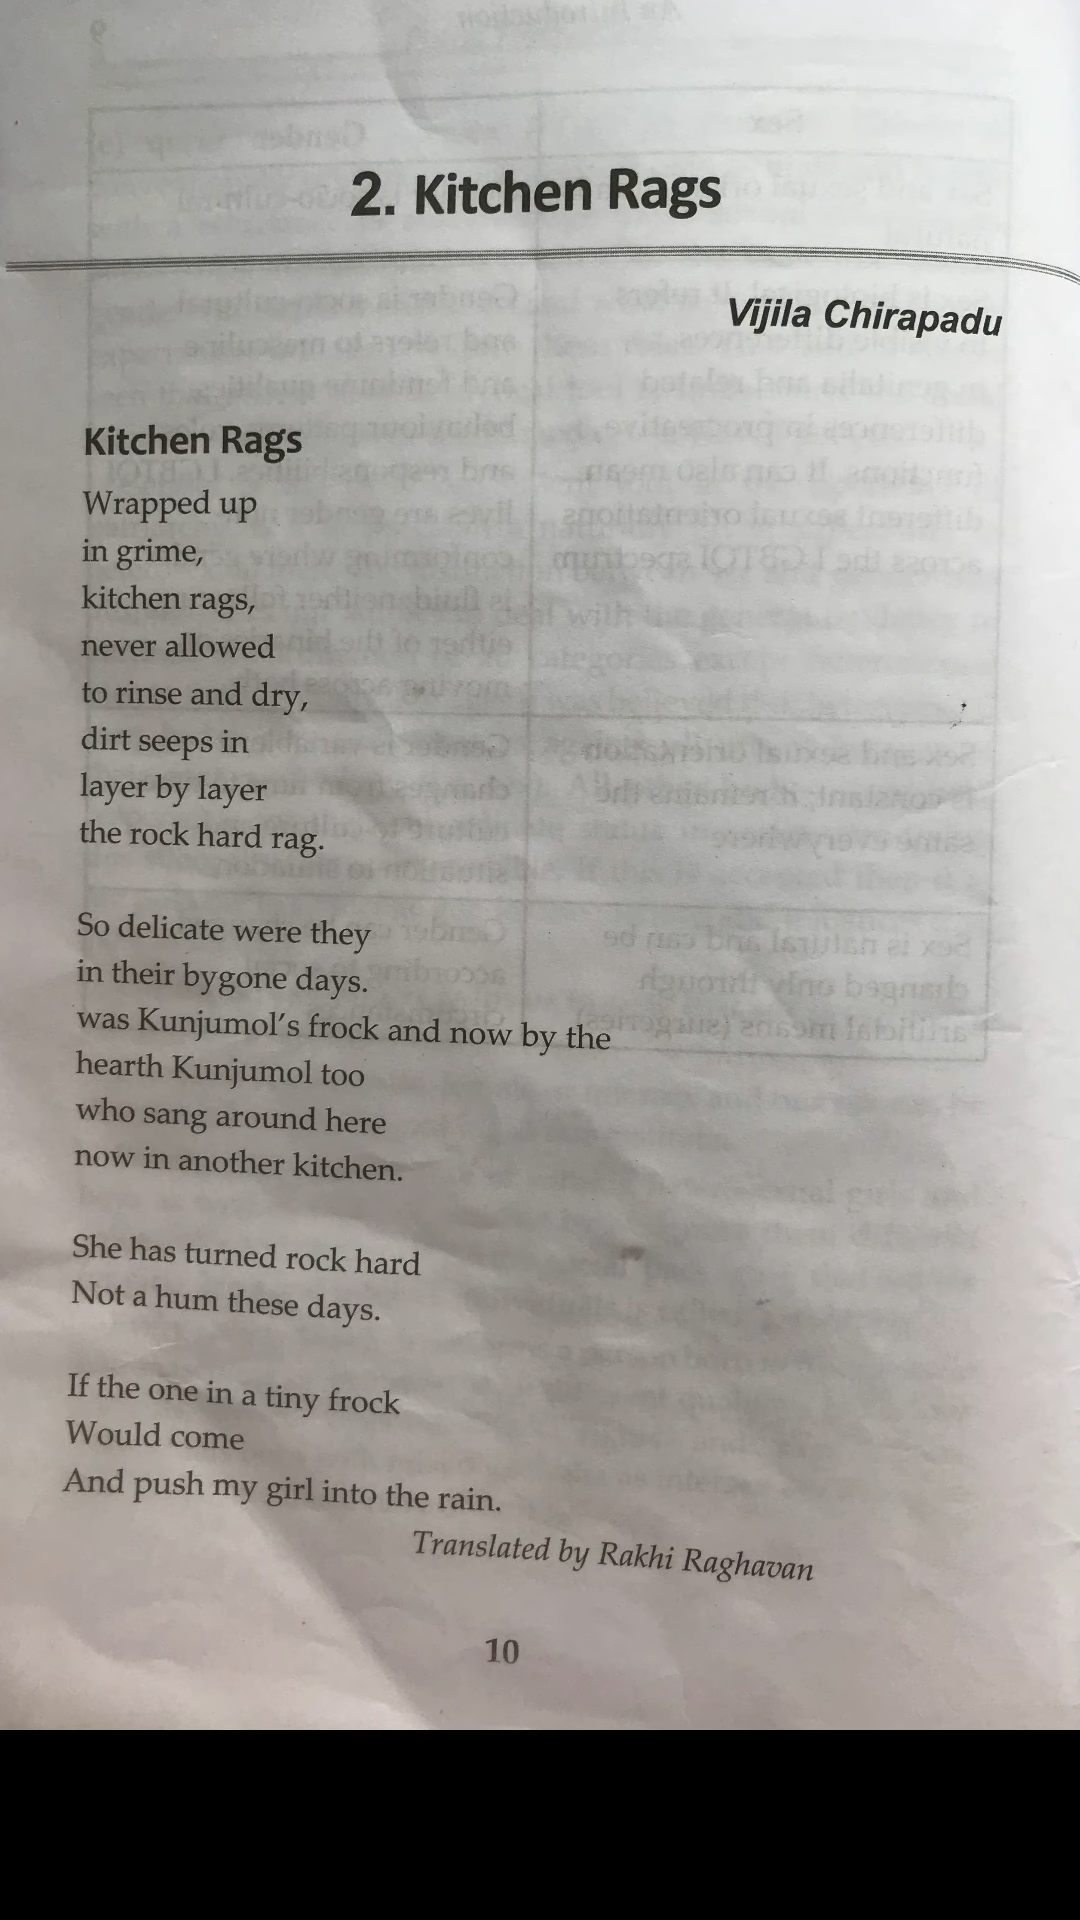 2. Kitchen Rags
Vijila Chirapadu
Kitchen Rags
Wrapped up
in grime,
kitchen rags,
never allowed
to rinse and dry,
dirt seeps in
layer by layer
the rock hard rag.
So delicate were they
in their bygone days.
was Kunjumol's frock and now by the
hearth Kunjumol too
who sang around here
now in another kitchen.
She has turned rock hard
Not a hum these days.
If the one in a tiny frock
Would come
And push my girl into the rain.
Translated by Rakhi Raghavan
10